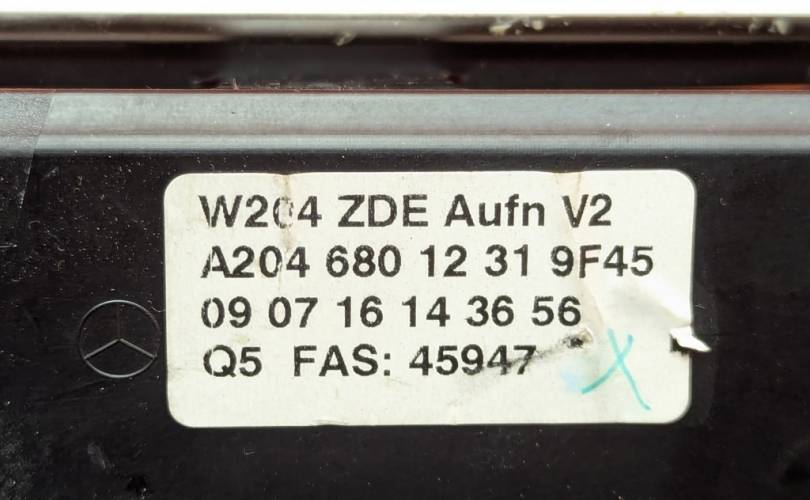 W204 ZDE Aufn V2
A204 680 12 31 9F45
09 07 16 14 36 56
Q5 FAS: 45947
X